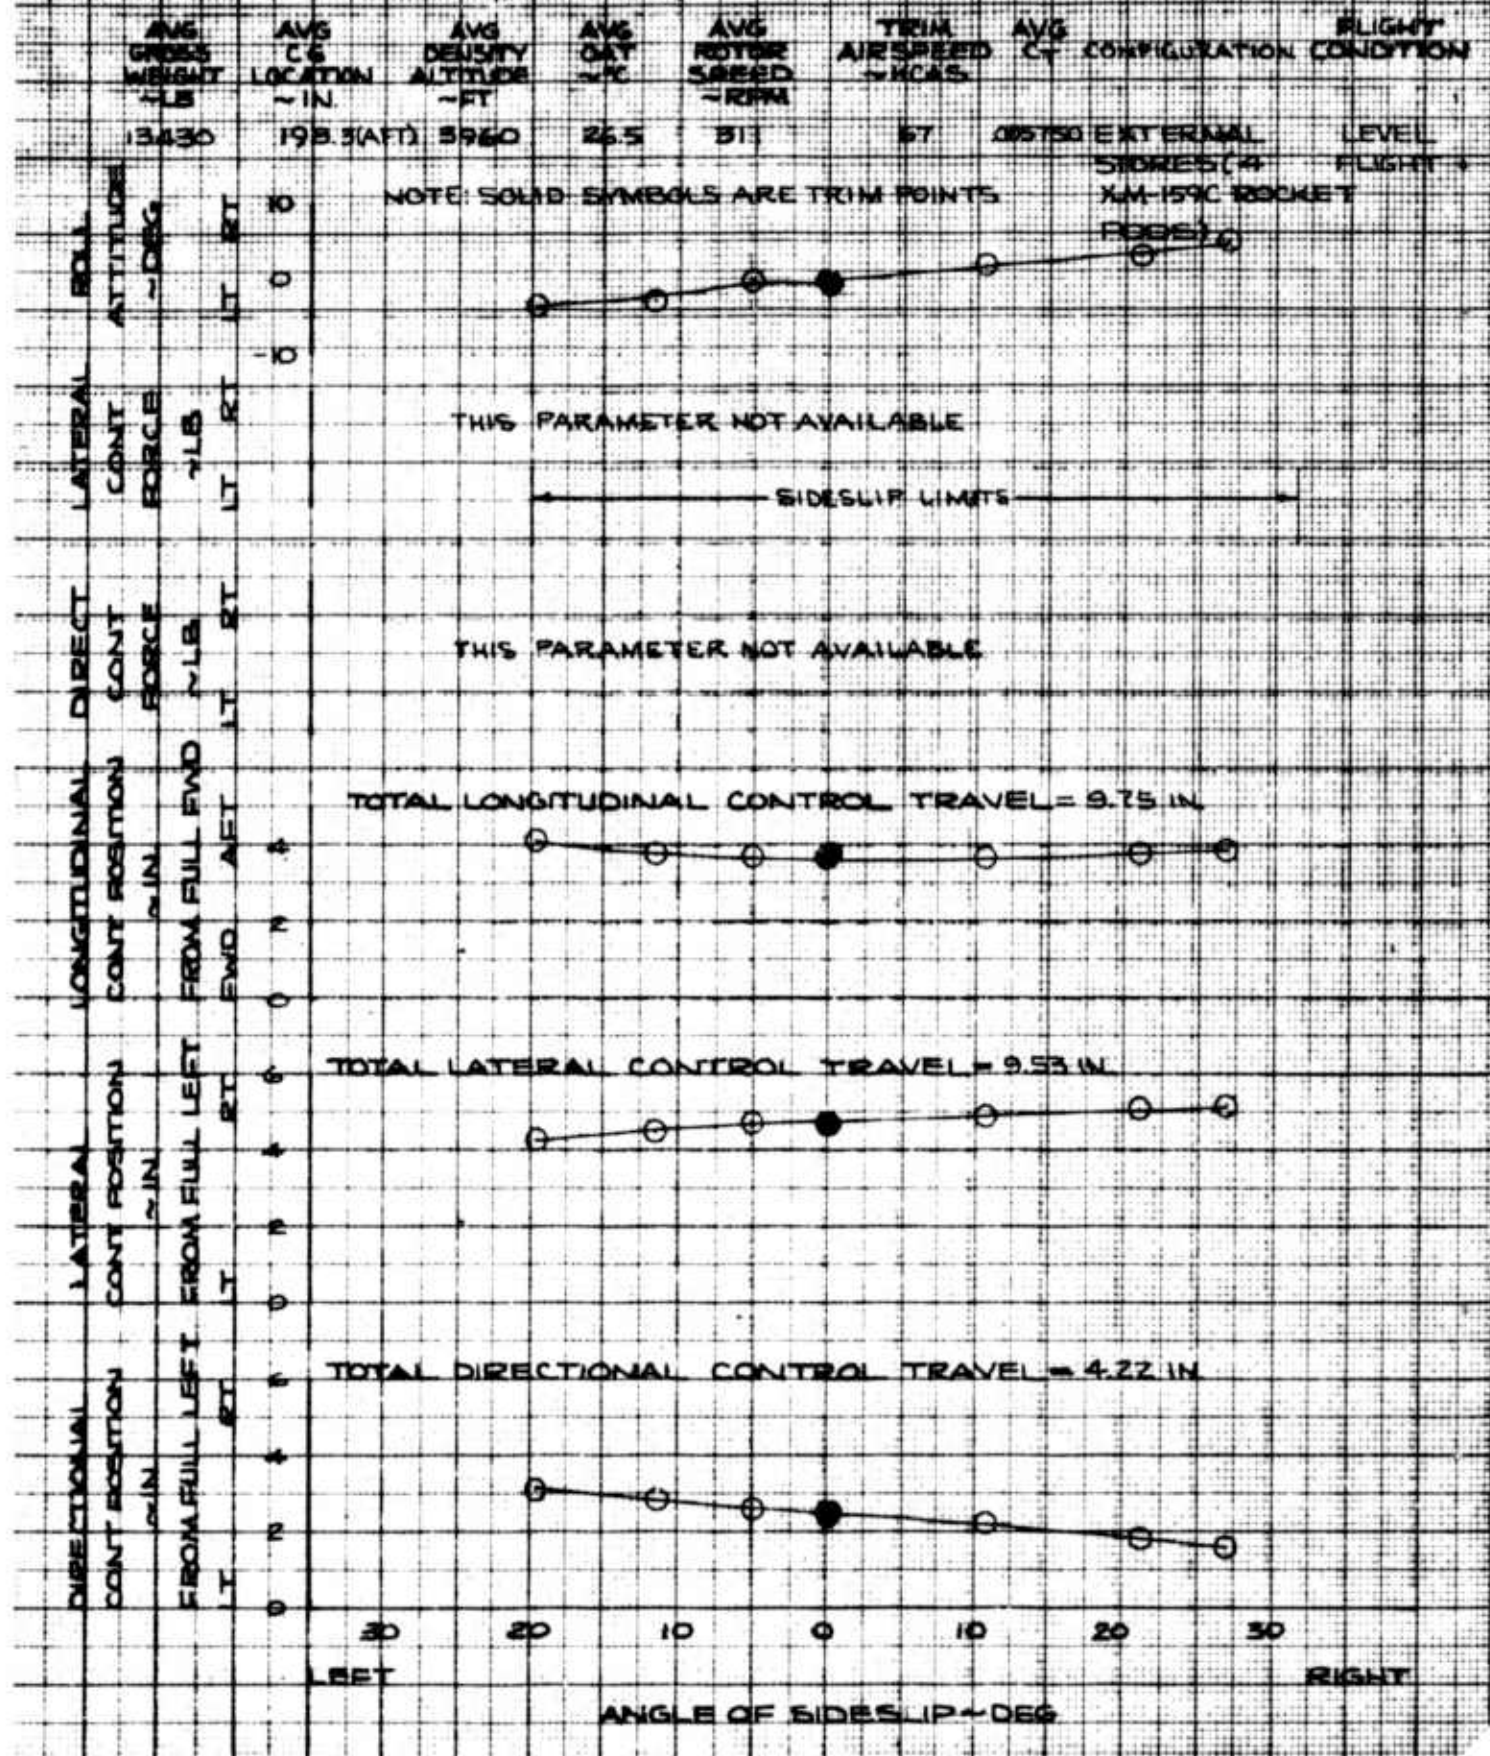 AVG GROSS WEIGHT ~LB
AVG CG LOCATION ~IN.
AVG DENSITY ALTITUDE ~FT
AVG OAT ~°C
AVG ROTOR SPEED ~RPM
TRIM AIRSPEED ~KCAS
AVG CT
CONFIGURATION
FLIGHT CONDITION
13430 198.3(AFT) 5960 26.5 311 67 .005750 EXTERNAL LEVEL
STORES (4 FLIGHT
NOTE: SOLID SYMBOLS ARE TRIM POINTS XM-159C ROCKET
PODS)
ROLL
ATTITUDE
~DEG
LT RT
10
0
-10
LATERAL
CONT
FORCE
~LB
LT RT
THIS PARAMETER NOT AVAILABLE
SIDESLIP LIMITS
DIRECT
CONT
FORCE
~LB
LT RT
THIS PARAMETER NOT AVAILABLE
LONGITUDINAL
CONT POSITION
~IN.
FROM FULL FWD
FWD AFT
TOTAL LONGITUDINAL CONTROL TRAVEL = 9.75 IN.
4
2
0
LATERAL
CONT POSITION
~IN
FROM FULL LEFT
LT RT
TOTAL LATERAL CONTROL TRAVEL = 9.53 IN.
6
4
2
0
DIRECTIONAL
CONT POSITION
~IN
FROM FULL LEFT
LT RT
TOTAL DIRECTIONAL CONTROL TRAVEL = 4.22 IN
6
4
2
0
30 20 10 0 10 20 30
LEFT RIGHT
ANGLE OF SIDESLIP ~ DEG